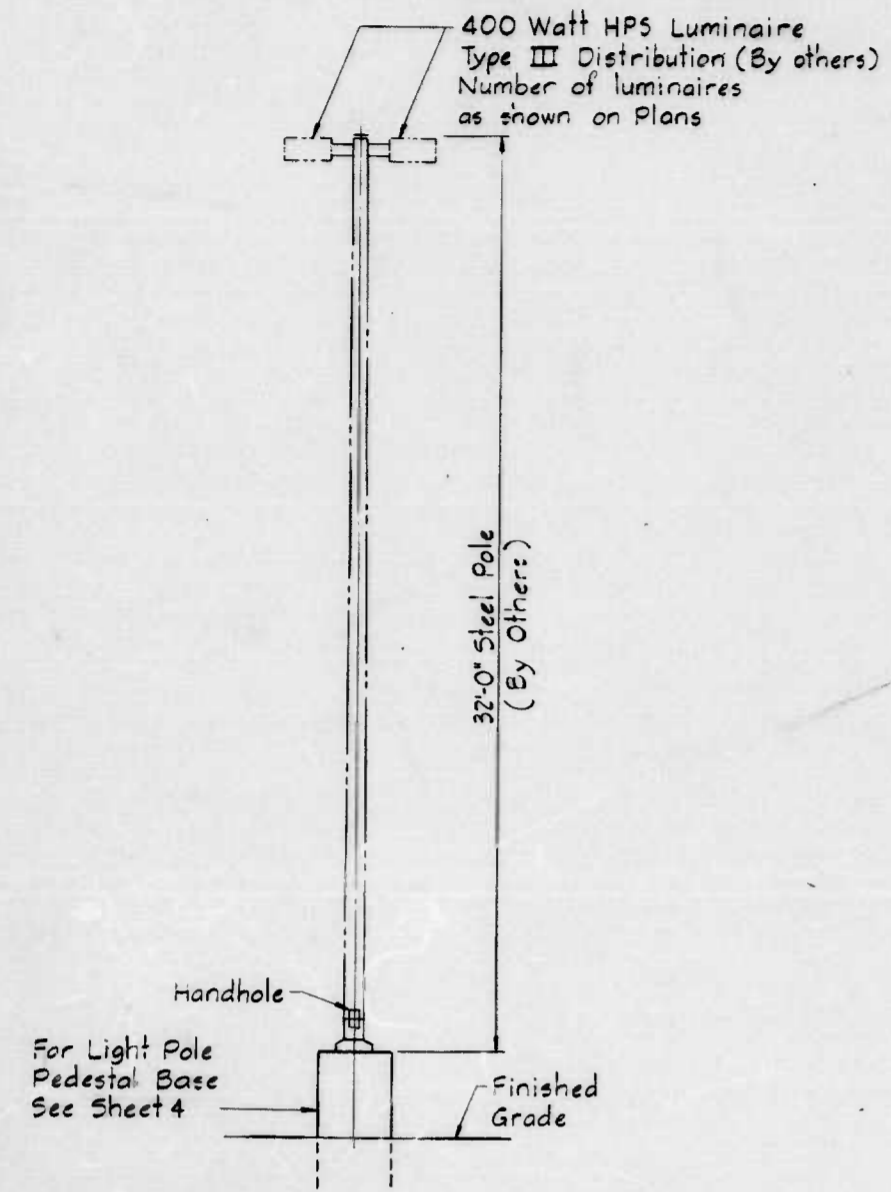 400 Watt HPS Luminaire
Type III Distribution (By others)
Number of luminaires
as shown on Plans
32'-0" Steel Pole
(By Others)
Handhole
For Light Pole
Pedestal Base
See Sheet 4
Finished
Grade